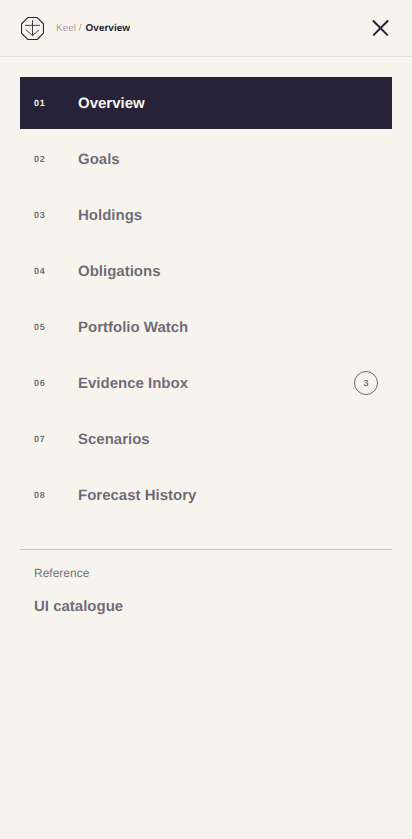 Keel / Overview
01 Overview
02 Goals
03 Holdings
04 Obligations
05 Portfolio Watch
06 Evidence Inbox 3
07 Scenarios
08 Forecast History
Reference
UI catalogue